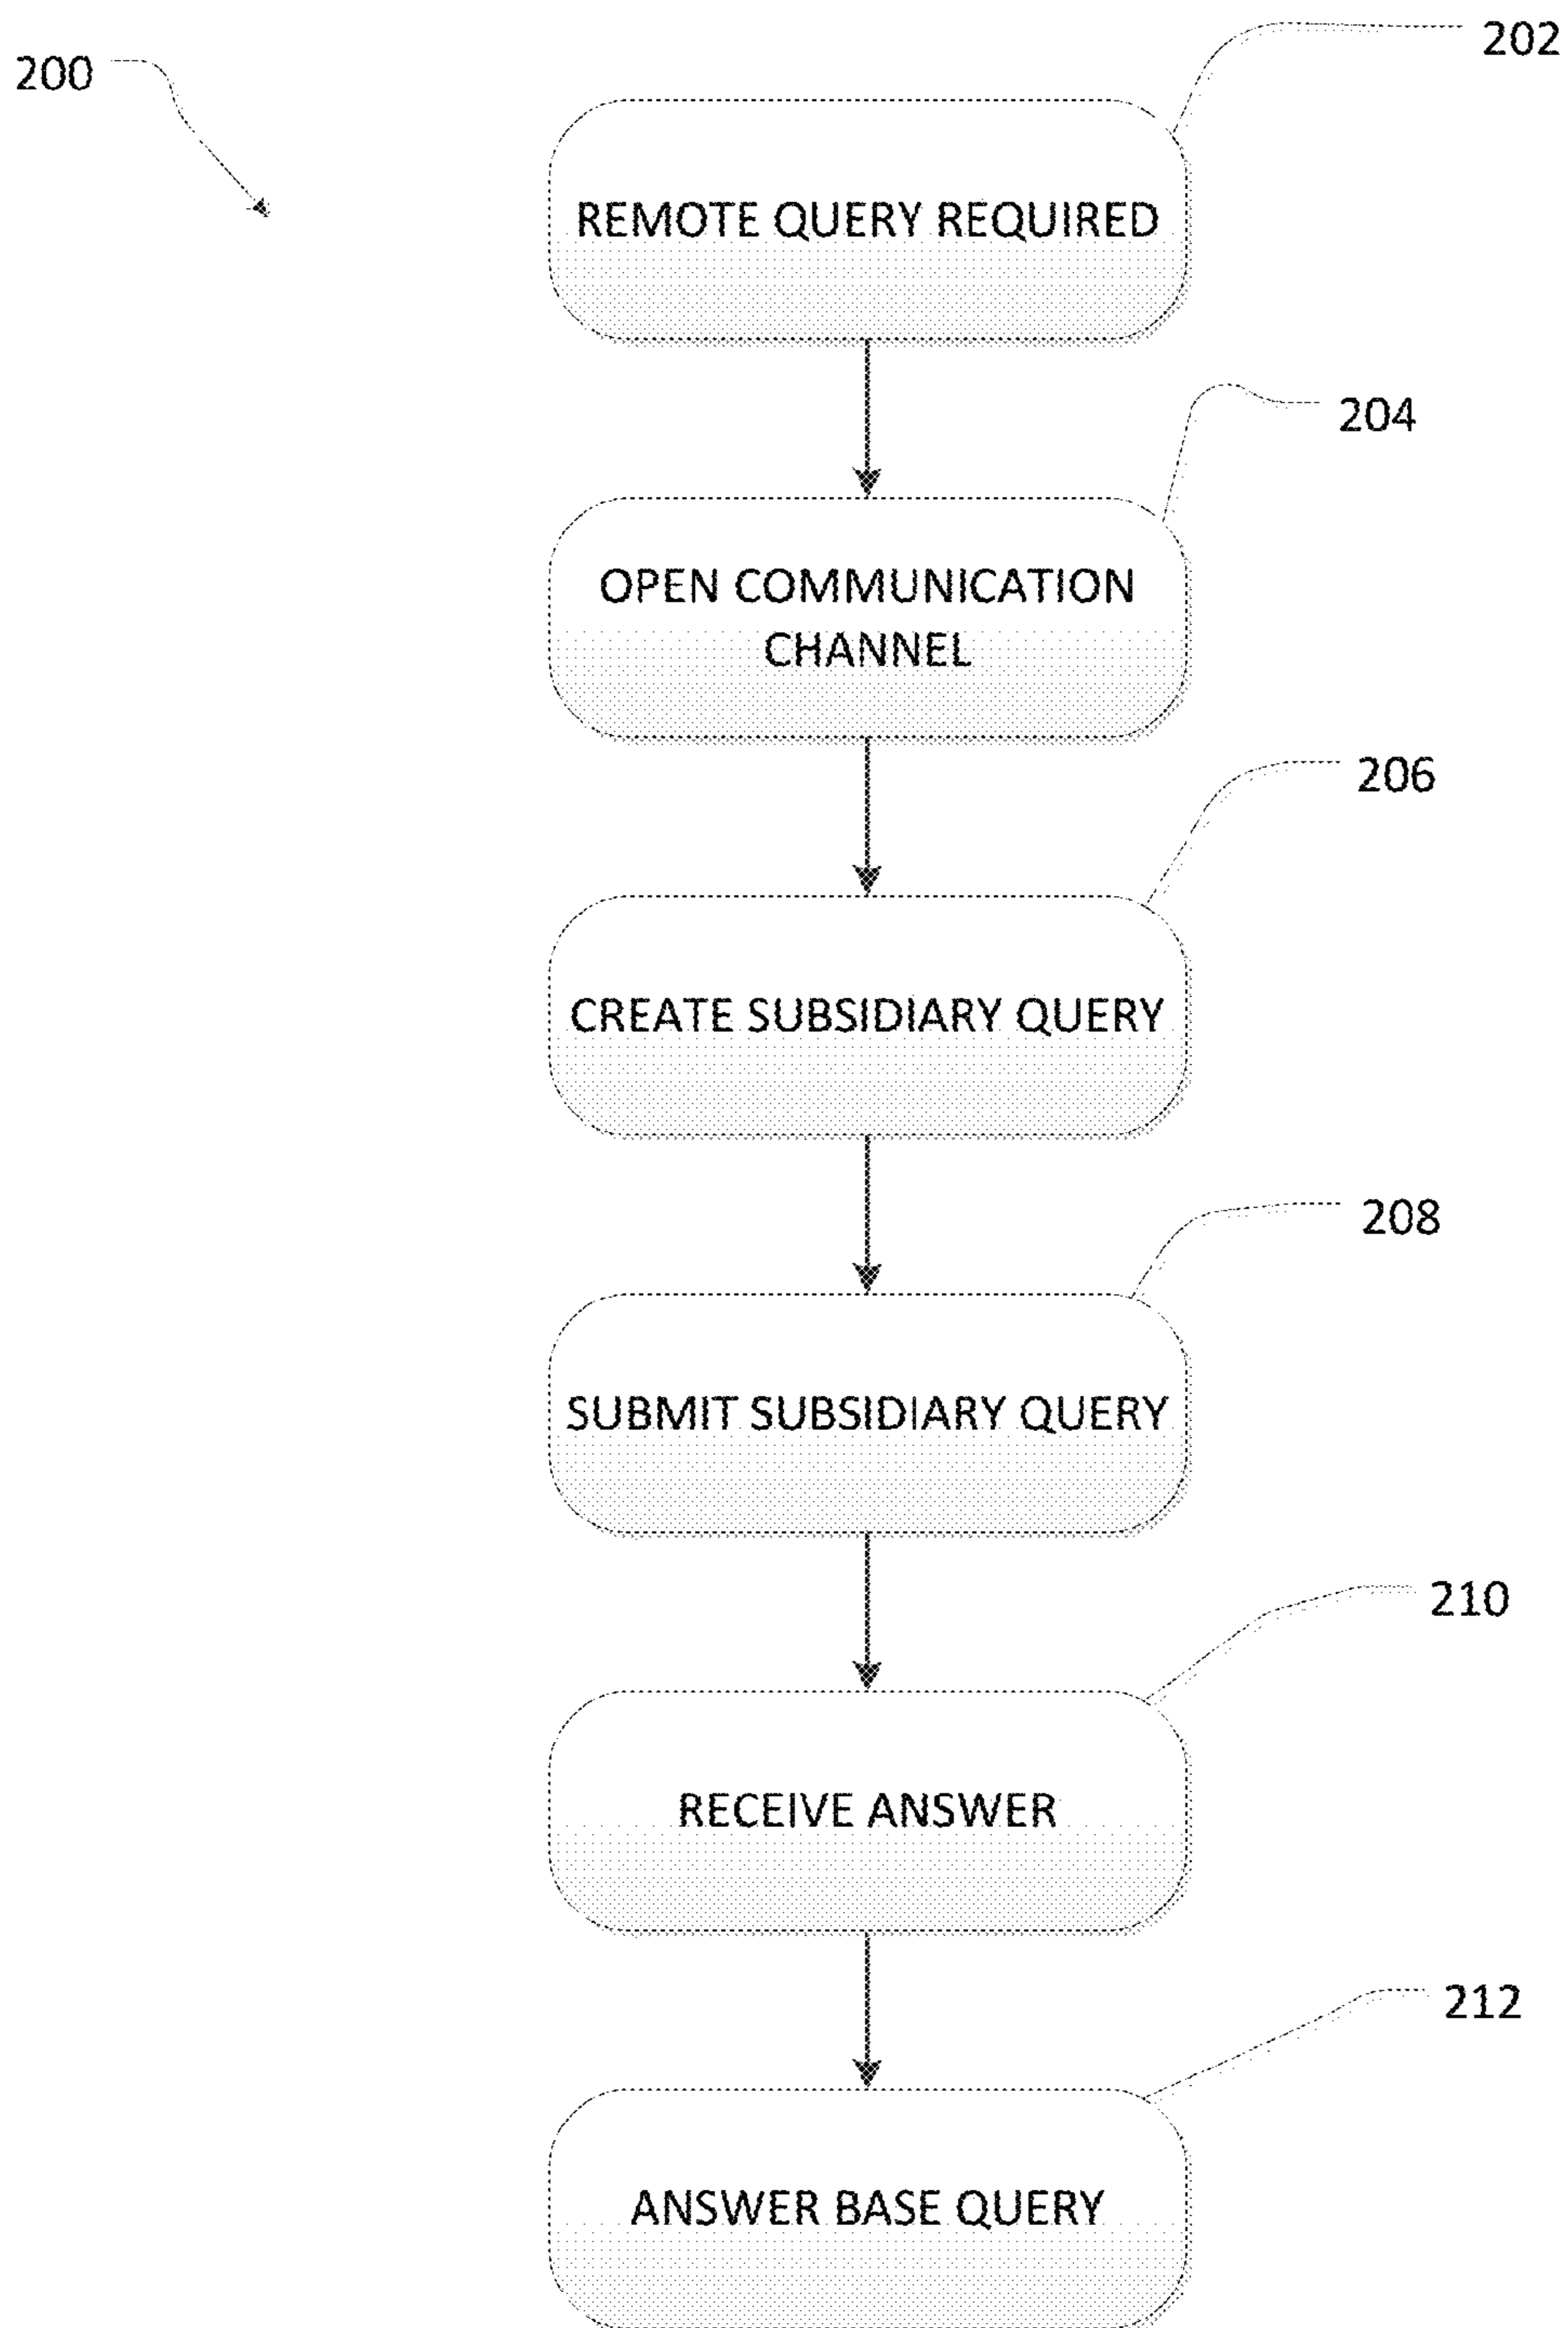 202
200
REMOTE QUERY REQUIRED
204
OPEN COMMUNICATION
CHANNEL
206
CREATE SUBSIDIARY QUERY
208
SUBMIT SUBSIDIARY QUERY
210
RECEIVE ANSWER
212
ANSWER BASE QUERY